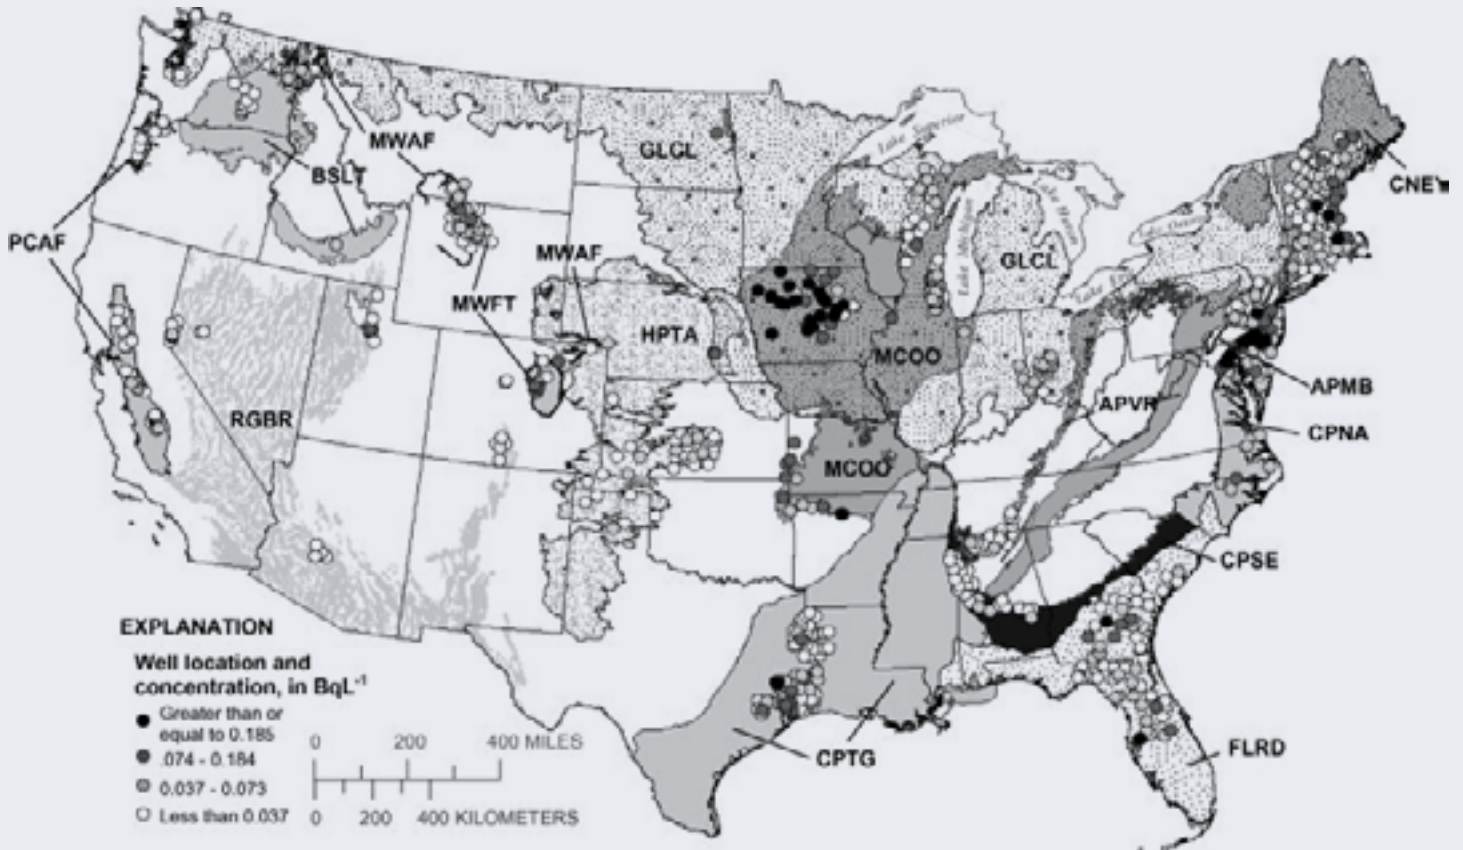 Lake Superior
MWAF
GLCL
Lake Huron
BSLT
CNE
PCAF
MWAF
Lake Michigan
GLCL
MWFT
HPTA
MCOO
APMB
APVR
RGBR
CPNA
MCOO
CPSE
EXPLANATION
Well location and
concentration, in BqL-1
Greater than or
equal to 0.185
.074 - 0.184
0.037 - 0.073
Less than 0.037
0 200 400 MILES
0 200 400 KILOMETERS
CPTG
FLRD